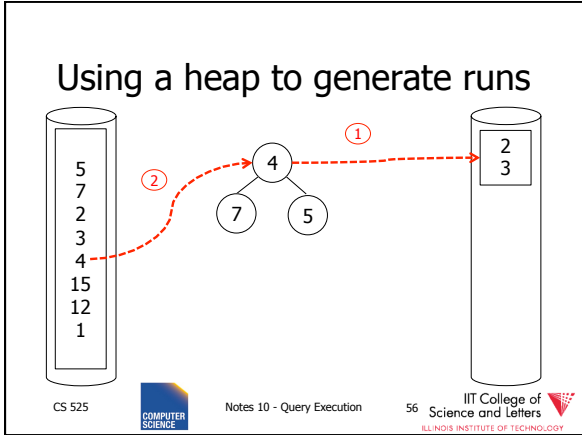 Using a heap to generate runs
5
7
2
3
4
15
12
1
2
4
7
5
1
2
3
CS 525
COMPUTER
SCIENCE
Notes 10 - Query Execution
56
IIT College of
Science and Letters
ILLINOIS INSTITUTE OF TECHNOLOGY